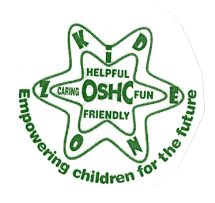 KIDZONE
HELPFUL
CARING OSHC FUN
FRIENDLY
Empowering children for the future